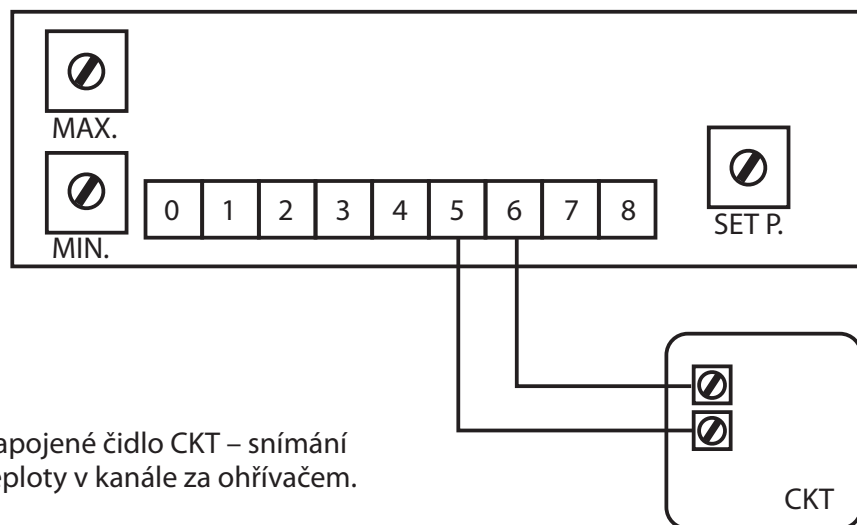 MAX.
MIN.
0 1 2 3 4 5 6 7 8
SET P.
apojené čidlo CKT – snímání
eploty v kanále za ohřívačem.
CKT